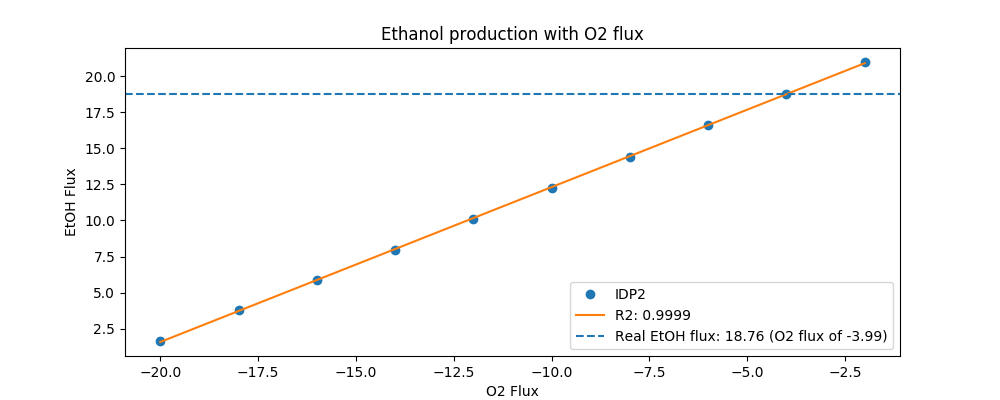 Ethanol production with O2 flux
20.0
17.5
15.0
12.5
10.0
7.5
5.0
2.5
EtOH Flux
IDP2
R2: 0.9999
Real EtOH flux: 18.76 (O2 flux of -3.99)
−20.0 −17.5 −15.0 −12.5 −10.0 −7.5 −5.0 −2.5
O2 Flux